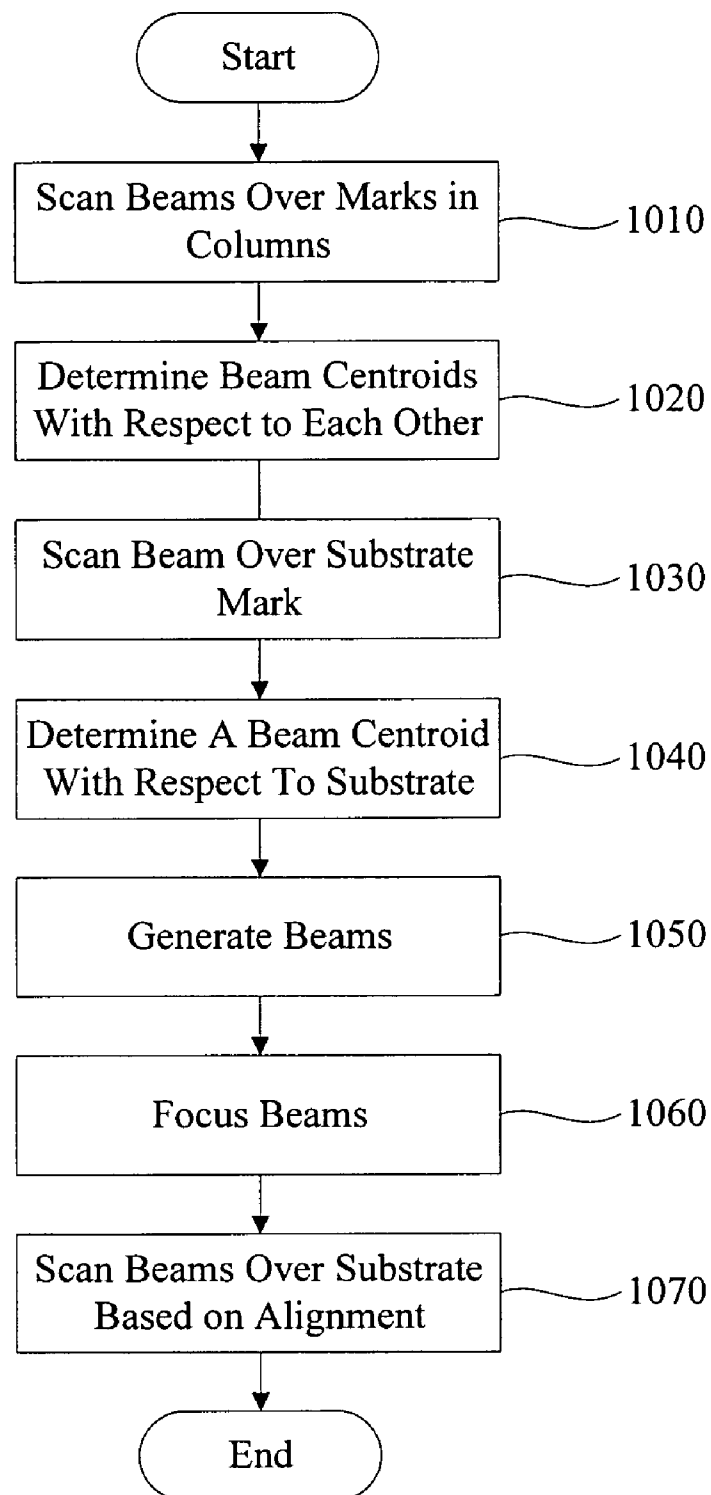 Start
Scan Beams Over Marks in
Columns
1010
Determine Beam Centroids
With Respect to Each Other
1020
Scan Beam Over Substrate
Mark
1030
Determine A Beam Centroid
With Respect To Substrate
1040
Generate Beams
1050
Focus Beams
1060
Scan Beams Over Substrate
Based on Alignment
1070
End